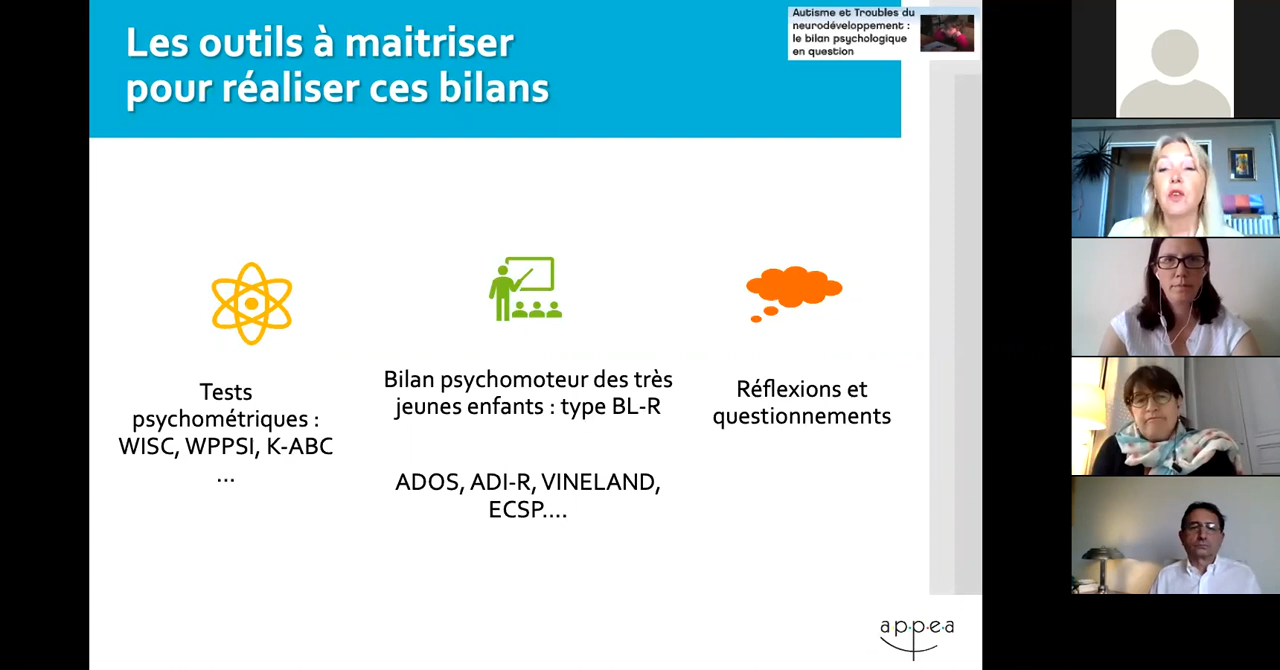 Les outils à maitriser
pour réaliser ces bilans
Autisme et Troubles du
neurodéveloppement :
le bilan psychologique
en question
Tests
psychométriques :
WISC, WPPSI, K-ABC
...
Bilan psychomoteur des très
jeunes enfants : type BL-R
ADOS, ADI-R, VINELAND,
ECSP....
Réflexions et
questionnements
a.p.p.e.a